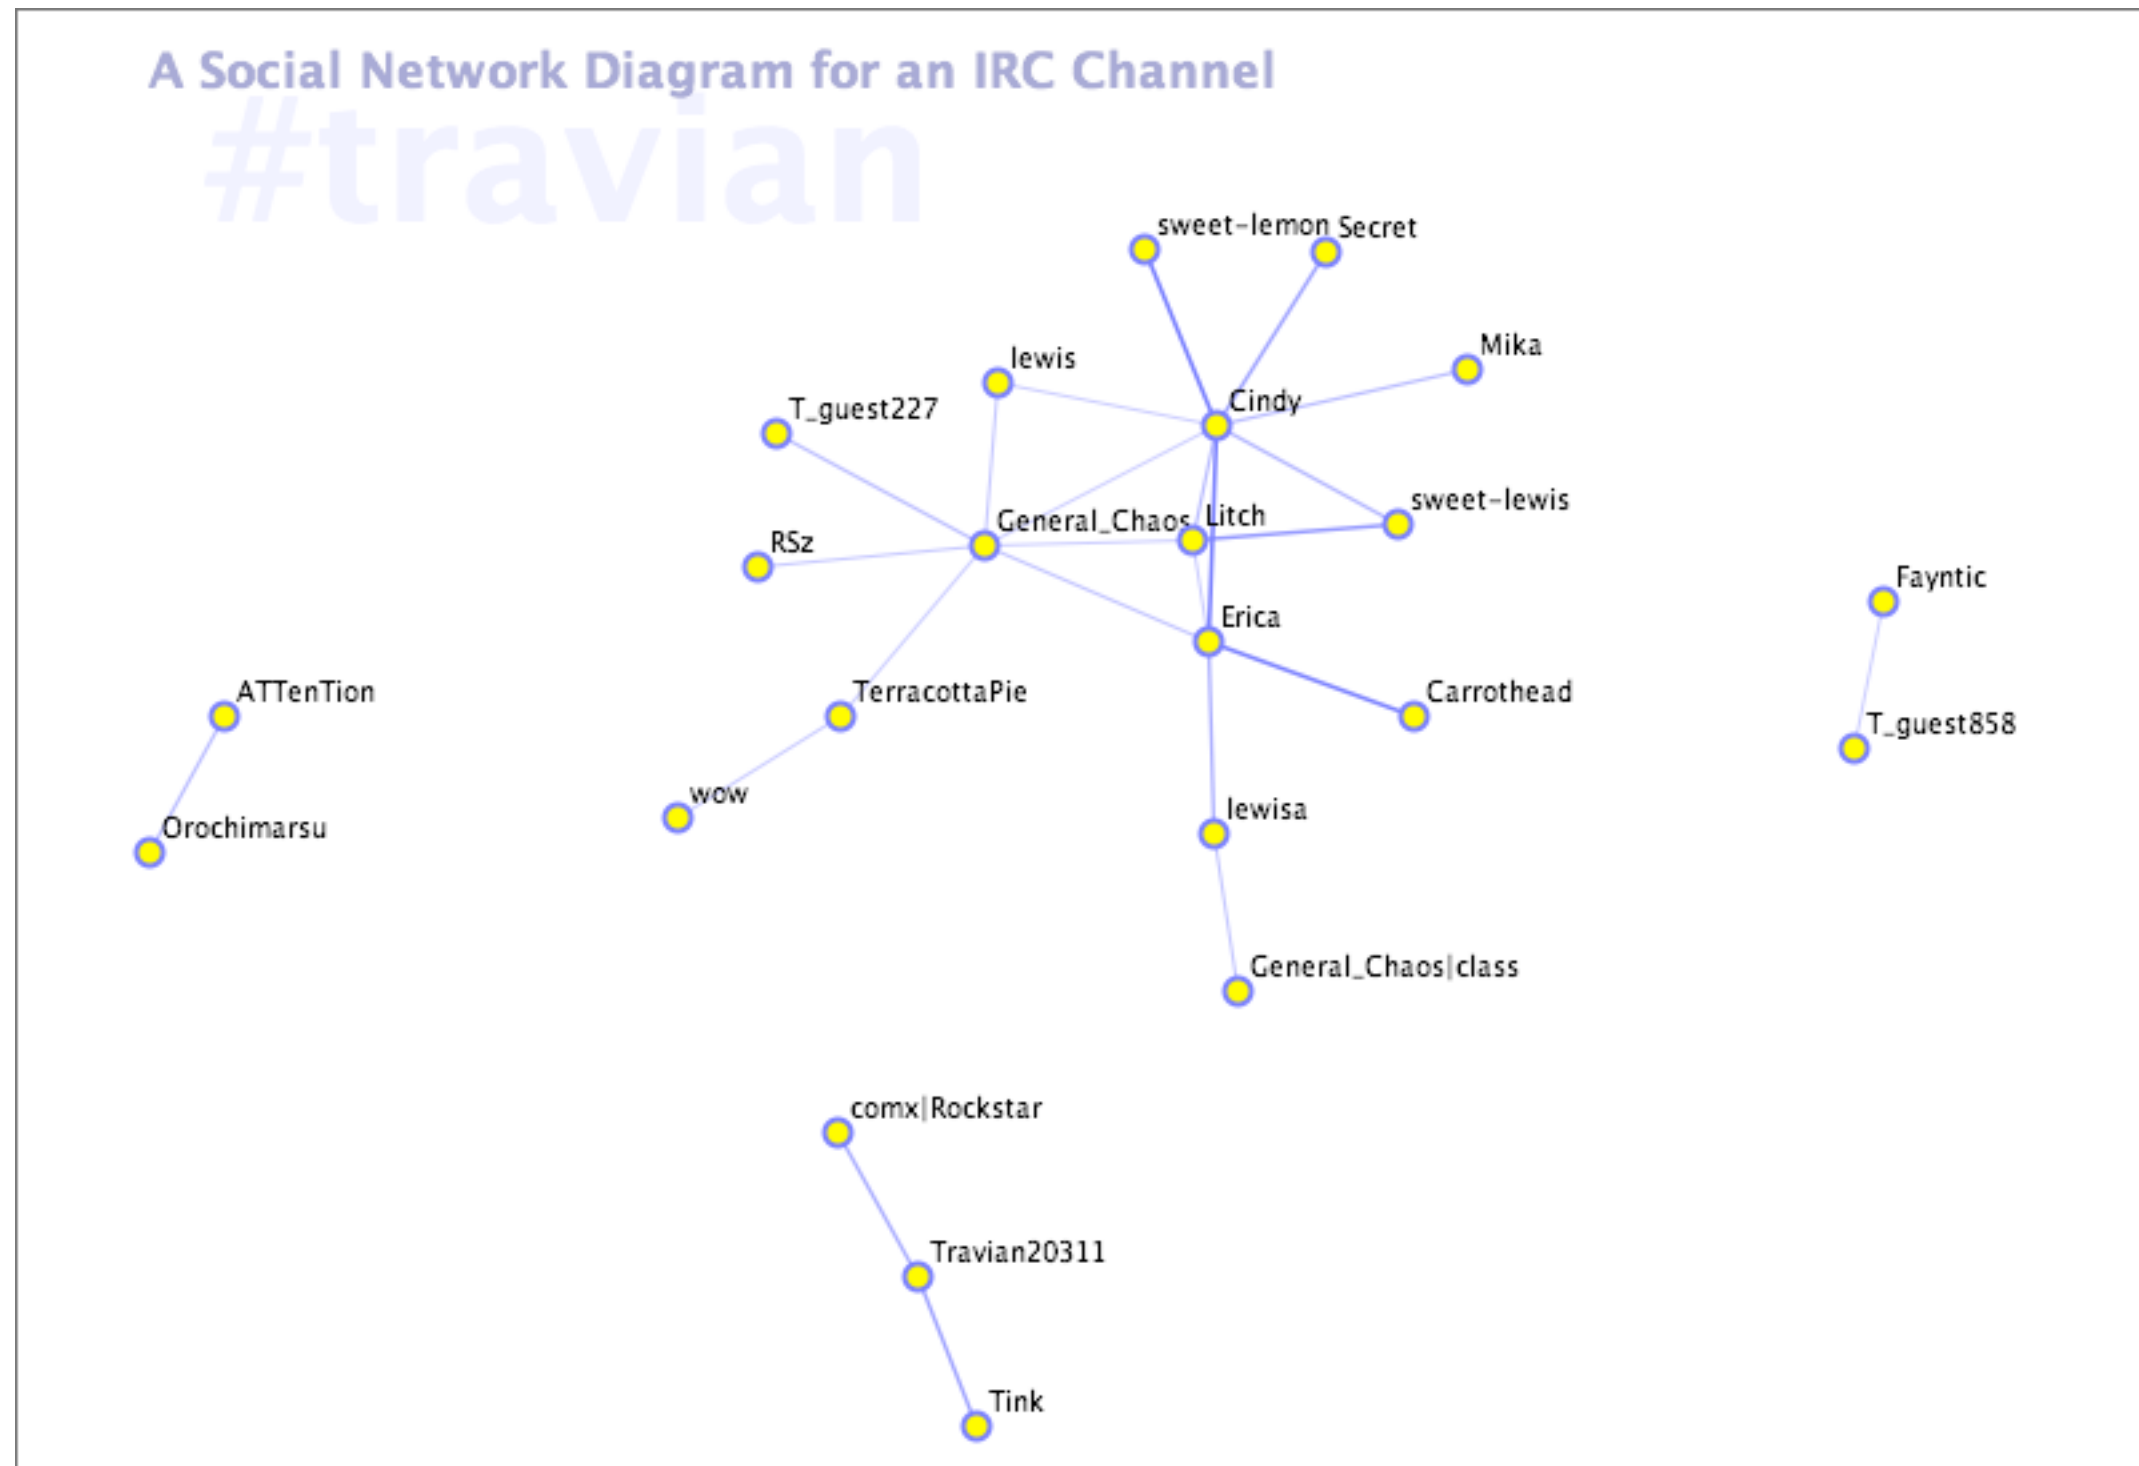 A Social Network Diagram for an IRC Channel
#travian
sweet-lemon
Secret
Mika
lewis
Cindy
T_guest227
sweet-lewis
General_Chaos
Litch
RSz
Fayntic
Erica
ATTenTion
TerracottaPie
Carrothead
T_guest858
wow
lewisa
Orochimarsu
General_Chaos|class
comx|Rockstar
Travian20311
Tink